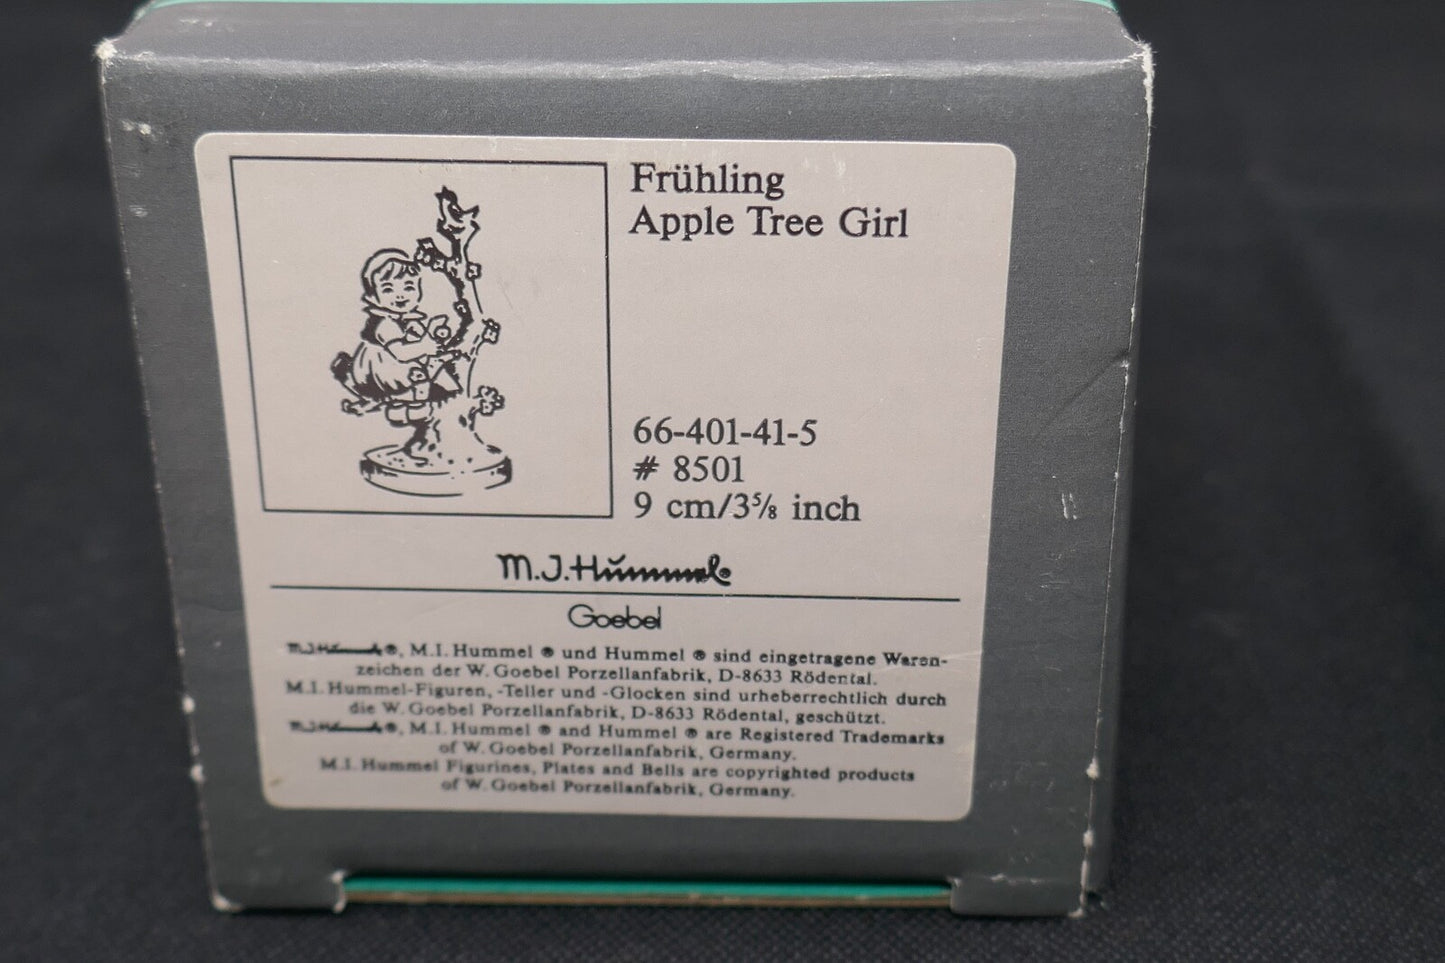 Frühling
Apple Tree Girl
66-401-41-5
# 8501
9 cm/3⅝ inch
M.J.Hummel®
Goebel
M.J.Hummel®, M.I. Hummel ® und Hummel ® sind eingetragene Waren-
zeichen der W. Goebel Porzellanfabrik, D-8633 Rödental.
M.I. Hummel-Figuren, -Teller und -Glocken sind urheberrechtlich durch
die W. Goebel Porzellanfabrik, D-8633 Rödental, geschützt.
M.J.Hummel®, M.I. Hummel ® and Hummel ® are Registered Trademarks
of W. Goebel Porzellanfabrik, Germany.
M.I. Hummel Figurines, Plates and Bells are copyrighted products
of W. Goebel Porzellanfabrik, Germany.